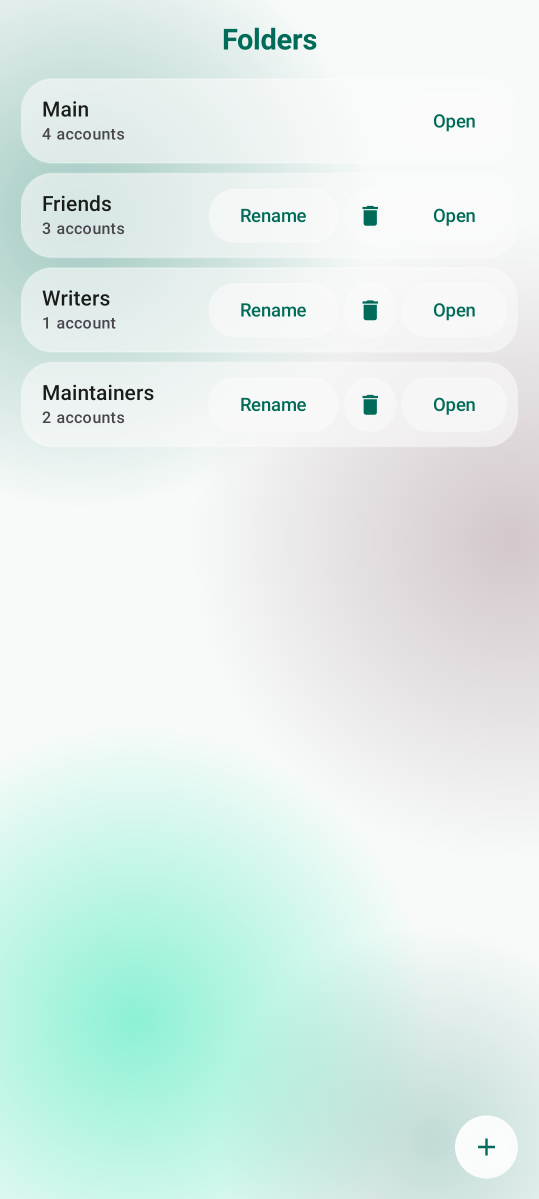 Folders
Main
4 accounts
Open
Friends
3 accounts
Rename
Open
Writers
1 account
Rename
Open
Maintainers
2 accounts
Rename
Open